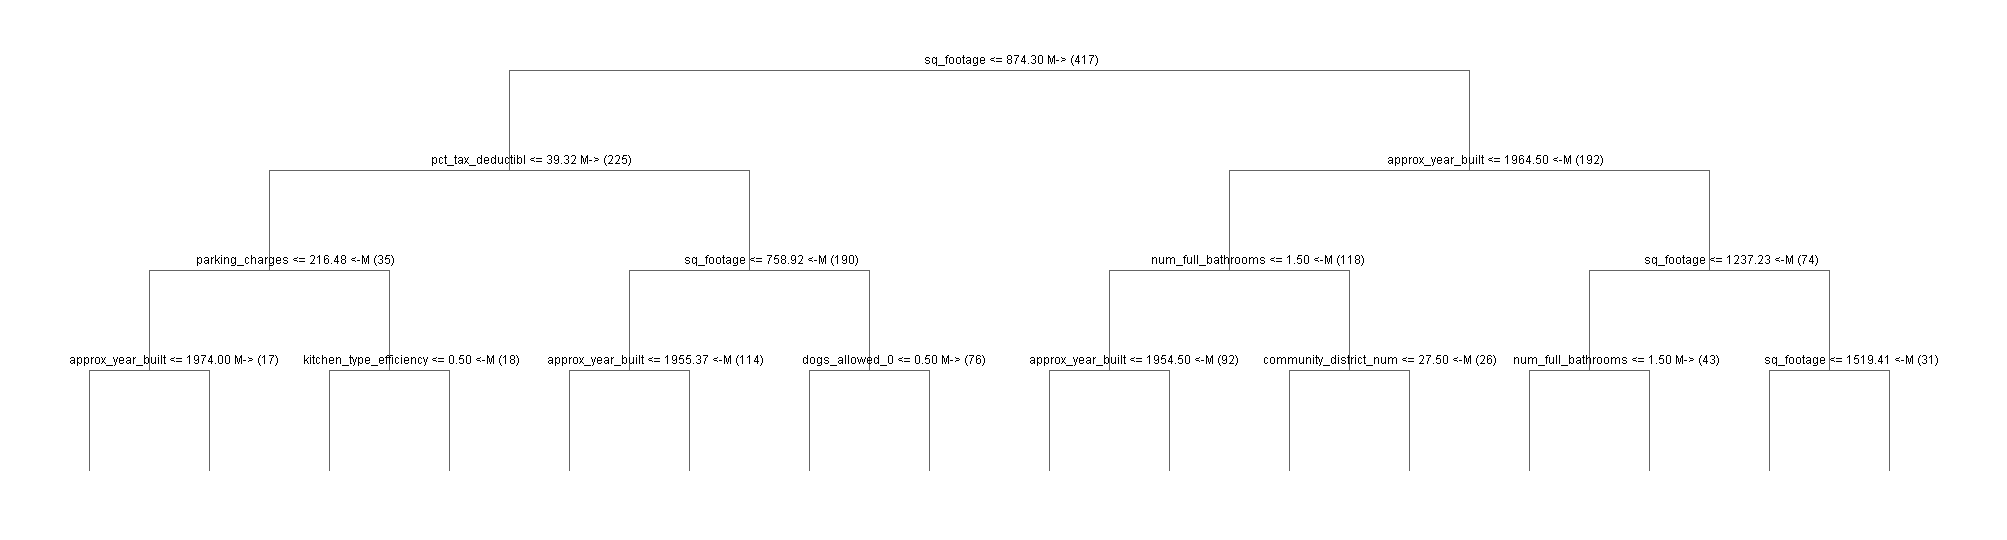 sq_footage <= 874.30 M-> (417)
pct_tax_deductibl <= 39.32 M-> (225)
approx_year_built <= 1964.50 <-M (192)
parking_charges <= 216.48 <-M (35)
sq_footage <= 758.92 <-M (190)
num_full_bathrooms <= 1.50 <-M (118)
sq_footage <= 1237.23 <-M (74)
approx_year_built <= 1974.00 M-> (17)
kitchen_type_efficiency <= 0.50 <-M (18)
approx_year_built <= 1955.37 <-M (114)
dogs_allowed_0 <= 0.50 M-> (76)
approx_year_built <= 1954.50 <-M (92)
community_district_num <= 27.50 <-M (26)
num_full_bathrooms <= 1.50 M-> (43)
sq_footage <= 1519.41 <-M (31)